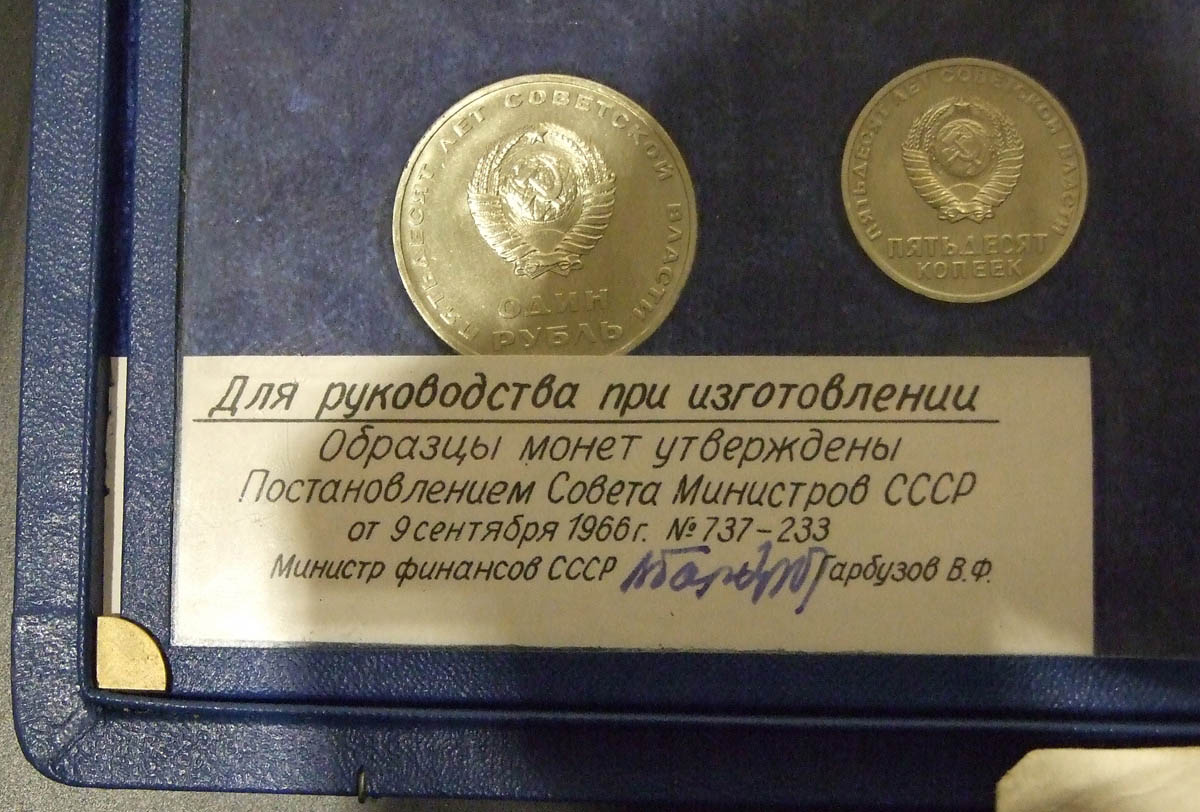 ПЯТЬДЕСЯТ ЛЕТ СОВЕТСКОЙ ВЛАСТИ
ОДИН
РУБЛЬ
ПЯТЬДЕСЯТ ЛЕТ СОВЕТСКОЙ ВЛАСТИ
ПЯТЬДЕСЯТ
КОПЕЕК
Для руководства при изготовлении
Образцы монет утверждены
Постановлением Совета Министров СССР
от 9 сентября 1966г. № 737-233
Министр финансов СССР Гарбузов В.Ф.